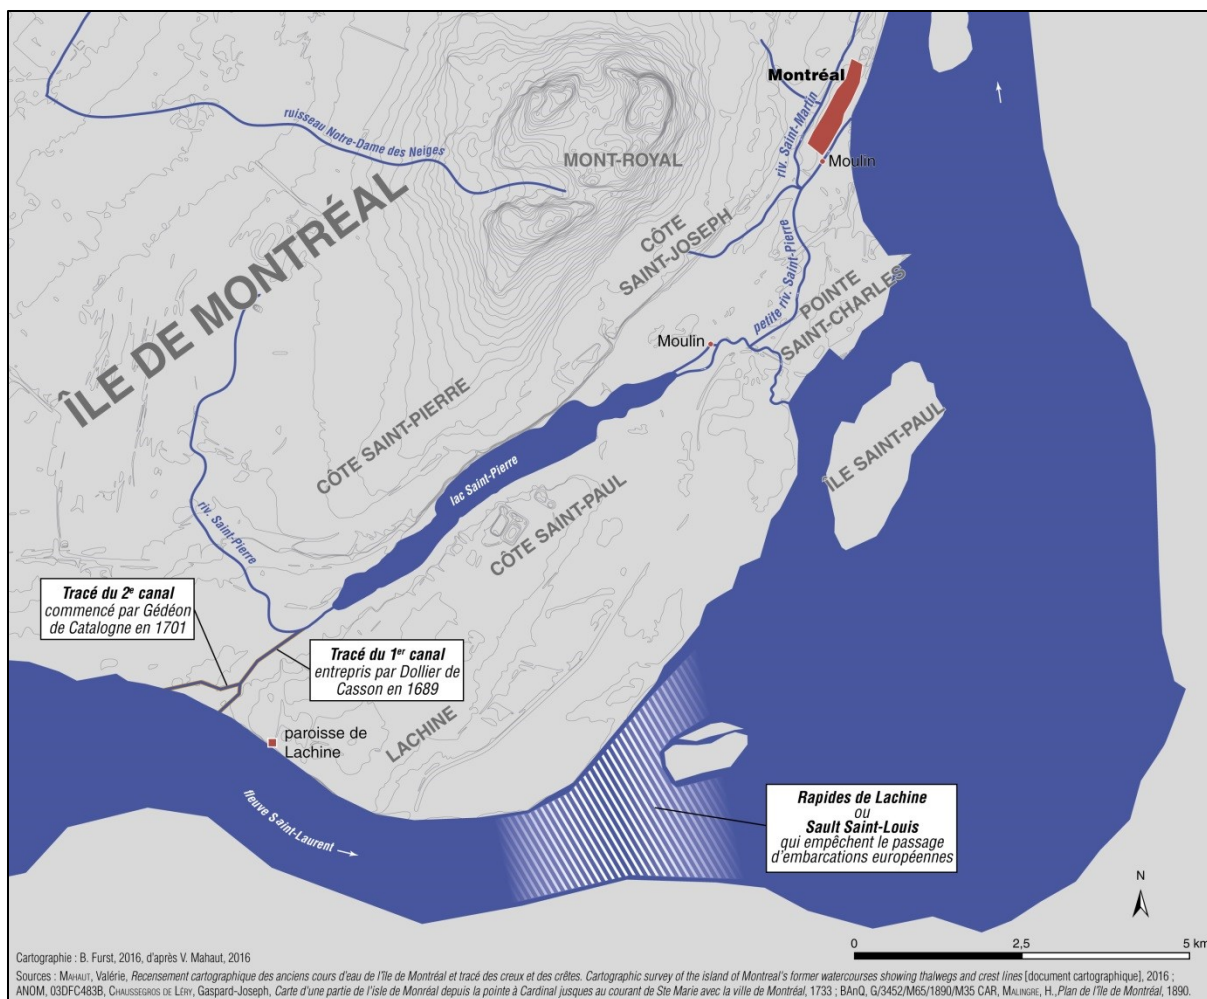 Montréal
ruisseau Notre-Dame des Neiges
riv. Saint-Martin
MONT-ROYAL
Moulin
ÎLE DE MONTRÉAL
CÔTE
SAINT-JOSEPH
petite riv. Saint-Pierre
POINTE
SAINT-CHARLES
Moulin
CÔTE SAINT-PIERRE
ÎLE SAINT-PAUL
lac Saint-Pierre
CÔTE SAINT-PAUL
riv. Saint-Pierre
Tracé du 2e canal
commencé par Gédéon
de Catalogne en 1701
Tracé du 1er canal
entrepris par Dollier de
Casson en 1689
LACHINE
paroisse de
Lachine
fleuve Saint-Laurent
Rapides de Lachine
ou
Sault Saint-Louis
qui empêchent le passage
d'embarcations européennes
N
0 2,5 5 km
Cartographie : B. Furst, 2016, d'après V. Mahaut, 2016
Sources : MAHAUT, Valérie, Recensement cartographique des anciens cours d'eau de l'île de Montréal et tracé des creux et des crêtes. Cartographic survey of the island of Montreal's former watercourses showing thalwegs and crest lines [document cartographique], 2016 ;
ANOM, 03DFC483B, CHAUSSEGROS DE LÉRY, Gaspard-Joseph, Carte d'une partie de l'isle de Monréal depuis la pointe à Cardinal jusques au courant de Ste Marie avec la ville de Montréal, 1733 ; BAnQ, G/3452/M65/1890/M35 CAR, MALINGRE, H.,Plan de l'île de Montréal, 1890.